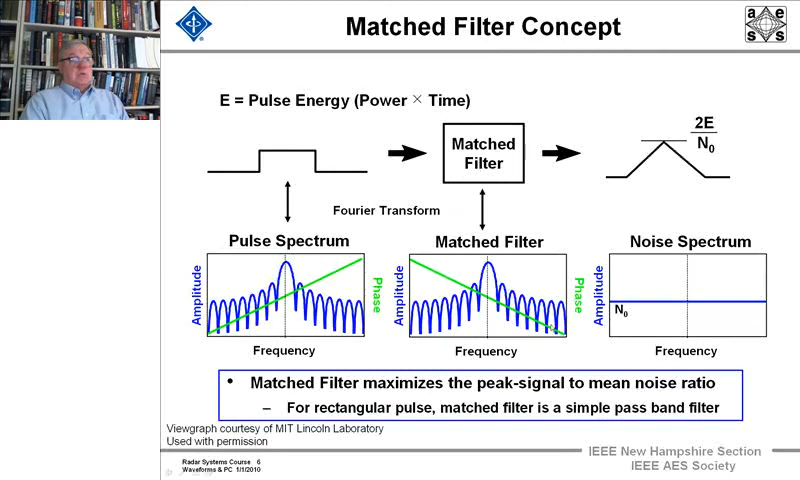 Matched Filter Concept
a e
s s
E = Pulse Energy (Power × Time)
Matched
Filter
2E
N0
Fourier Transform
Pulse Spectrum
Matched Filter
Noise Spectrum
Amplitude
Phase
Amplitude
Phase
Amplitude
N0
Frequency
Frequency
Frequency
• Matched Filter maximizes the peak-signal to mean noise ratio
– For rectangular pulse, matched filter is a simple pass band filter
Viewgraph courtesy of MIT Lincoln Laboratory
Used with permission
Radar Systems Course 6
Waveforms & PC 1/1/2010
IEEE New Hampshire Section
IEEE AES Society